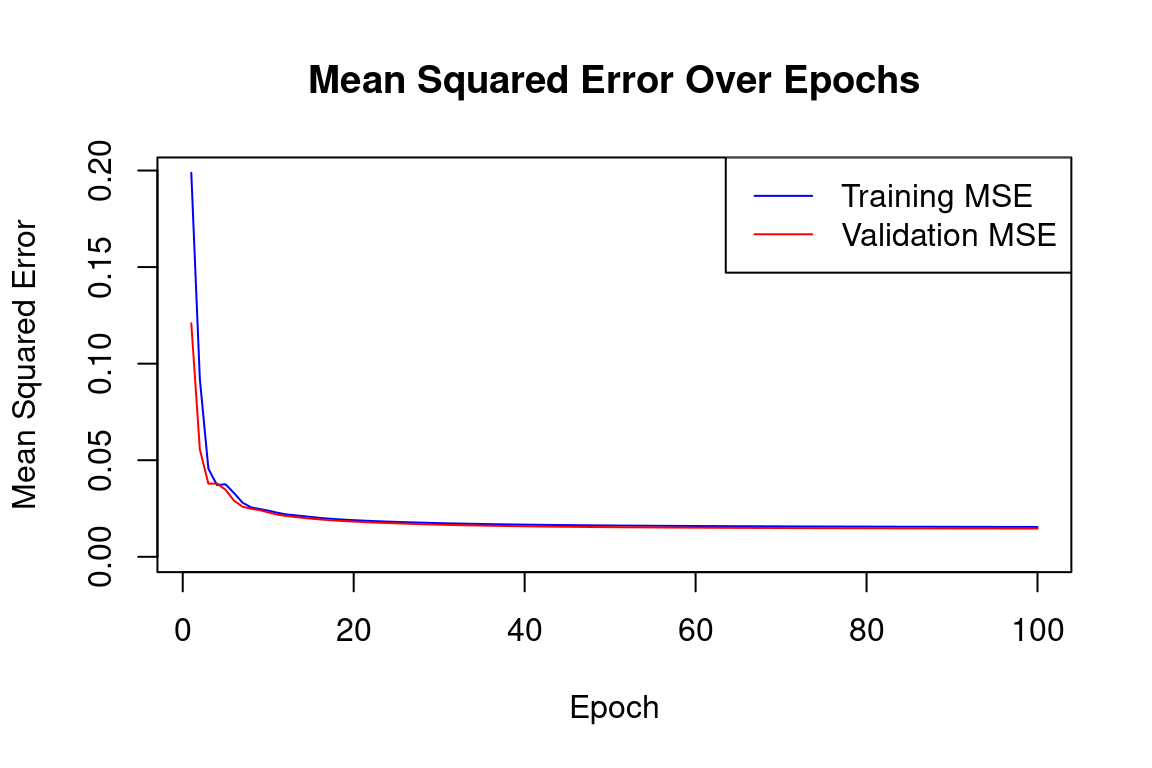 Mean Squared Error Over Epochs
Training MSE
Validation MSE
Mean Squared Error
0.00 0.05 0.10 0.15 0.20
0 20 40 60 80 100
Epoch